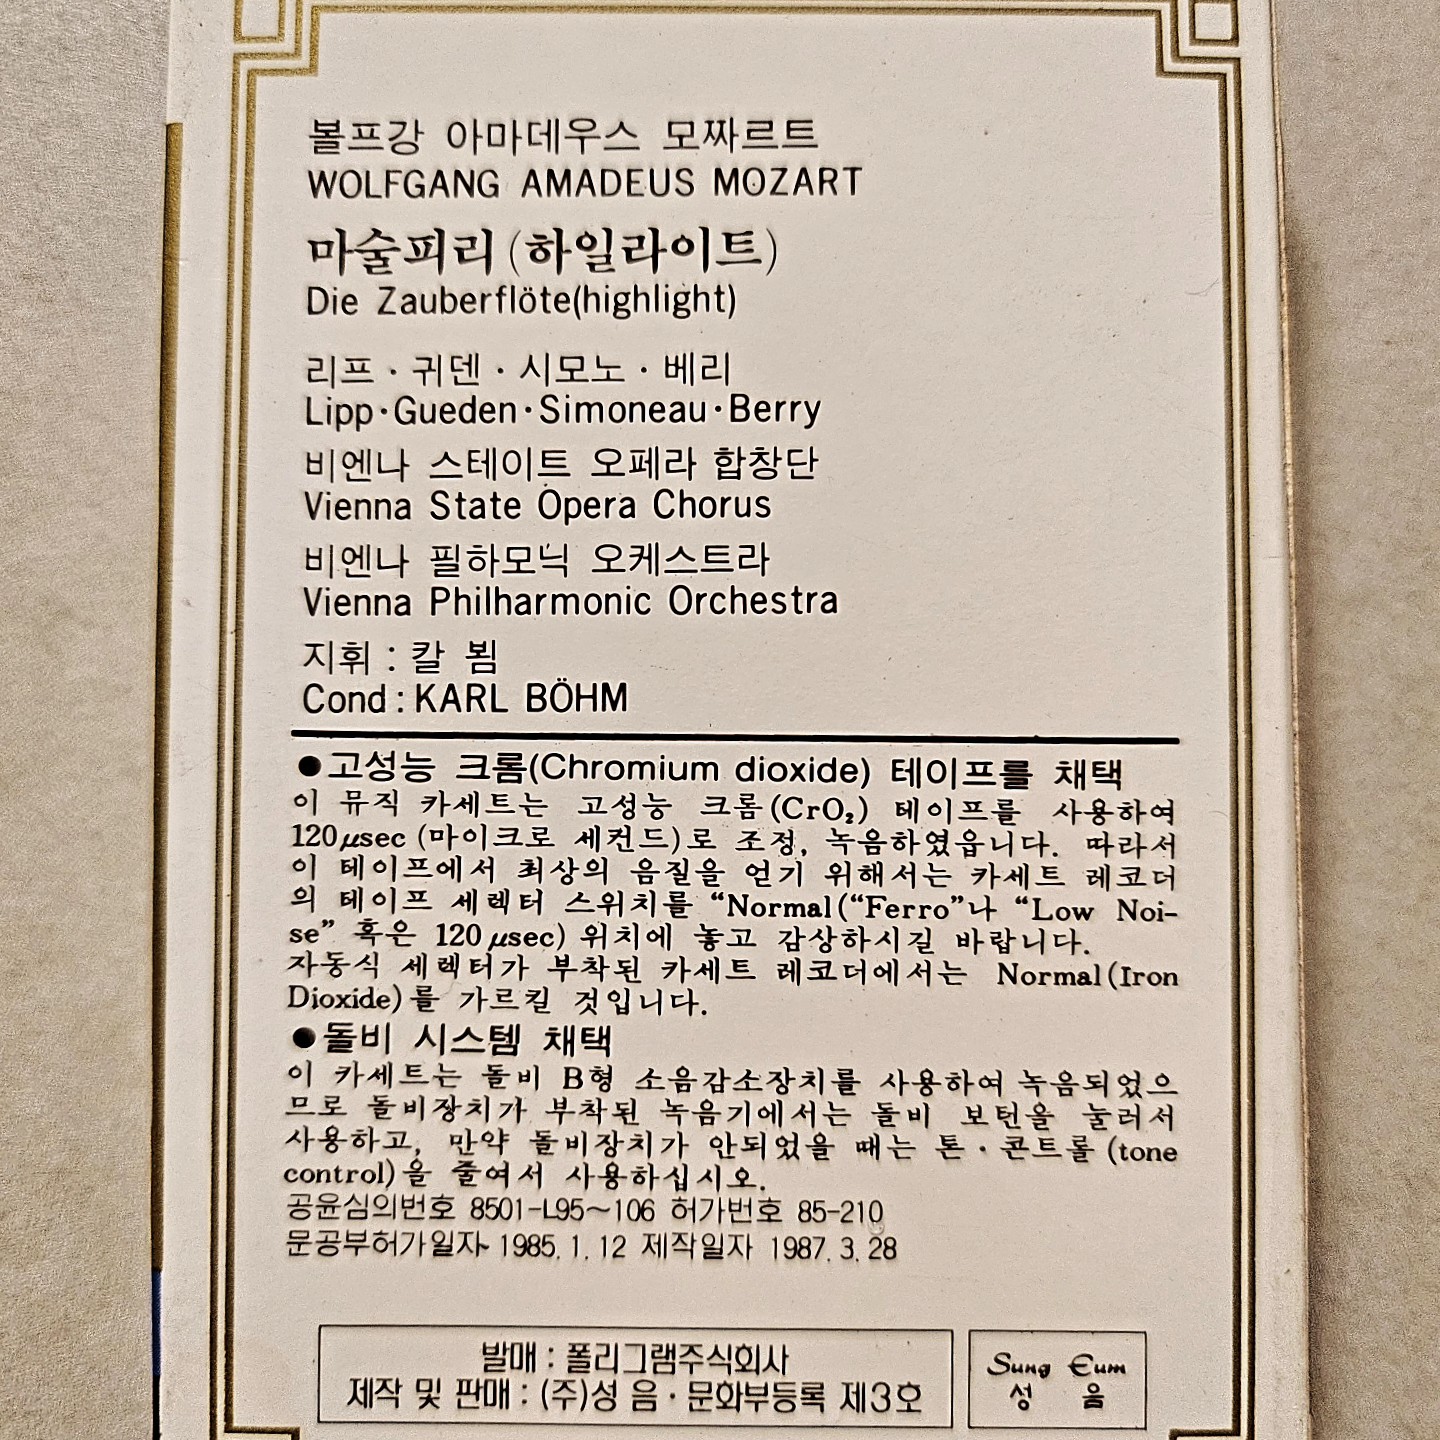 볼프강 아마데우스 모짜르트
WOLFGANG AMADEUS MOZART
마술피리(하일라이트)
Die Zauberflöte(highlight)
리프·귀덴·시모노·베리
Lipp·Gueden·Simoneau·Berry
비엔나 스테이트 오페라 합창단
Vienna State Opera Chorus
비엔나 필하모닉 오케스트라
Vienna Philharmonic Orchestra
지휘 : 칼 뵘
Cond : KARL BÖHM
●고성능 크롬(Chromium dioxide) 테이프를 채택
이 뮤직 카세트는 고성능 크롬(CrO₂) 테이프를 사용하여
120μsec (마이크로 세컨드)로 조정, 녹음하였읍니다. 따라서
이 테이프에서 최상의 음질을 얻기 위해서는 카세트 레코더
의 테이프 세렉터 스위치를 “Normal(“Ferro”나 “Low Noi-
se” 혹은 120μsec) 위치에 놓고 감상하시길 바랍니다.
자동식 세렉터가 부착된 카세트 레코더에서는 Normal(Iron
Dioxide)를 가르킬 것입니다.
●돌비 시스템 채택
이 카세트는 돌비 B형 소음감소장치를 사용하여 녹음되었으
므로 돌비장치가 부착된 녹음기에서는 돌비 보턴을 눌러서
사용하고, 만약 돌비장치가 안되었을 때는 톤·콘트롤(tone
control)을 줄여서 사용하십시오.
공윤심의번호 8501-L95~106 허가번호 85-210
문공부허가일자 1985. 1. 12 제작일자 1987. 3. 28
발매 : 폴리그램주식회사
제작 및 판매 : (주)성 음·문화부등록 제3호
Sung Eum
성 음